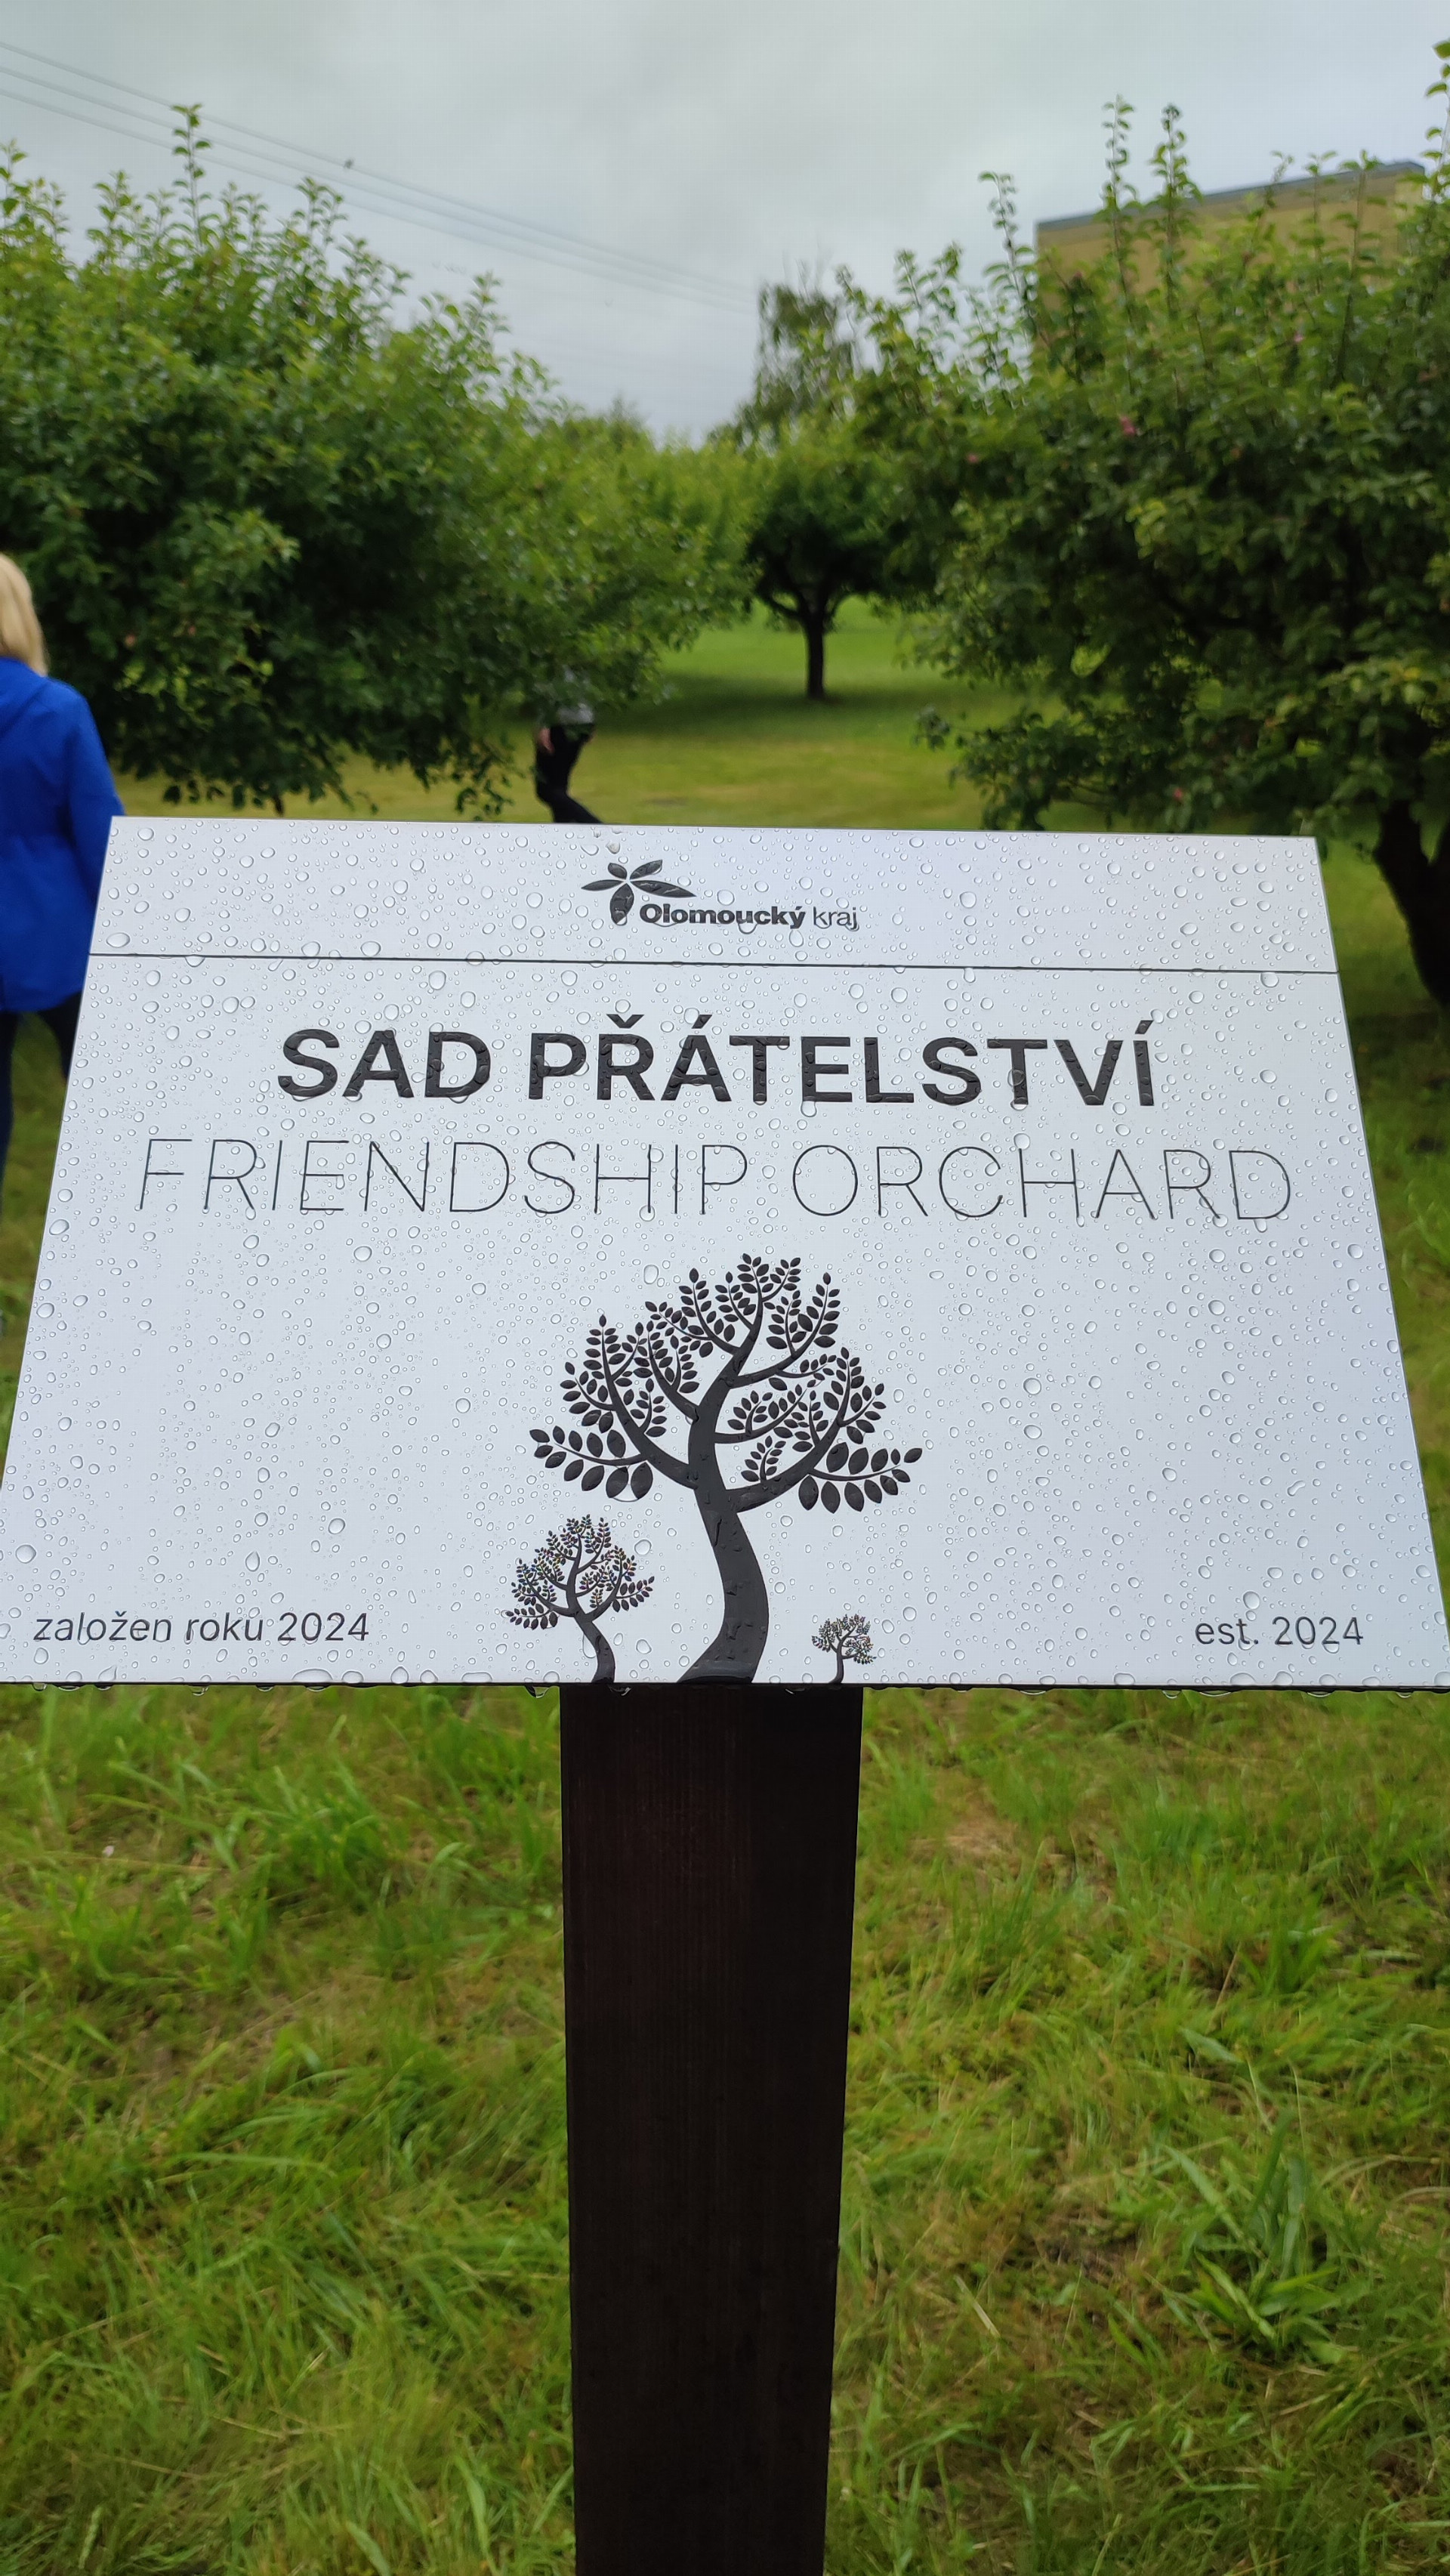 Olomoucký kraj
SAD PŘÁTELSTVÍ
FRIENDSHIP ORCHARD
založen roku 2024
est. 2024